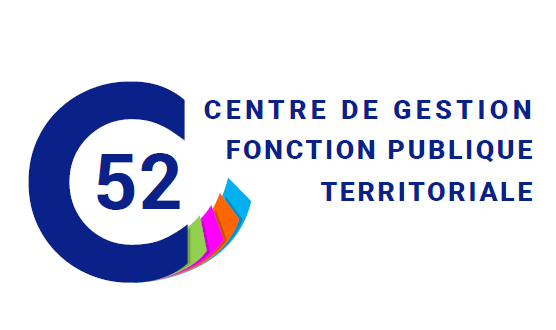 CENTRE DE GESTION
FONCTION PUBLIQUE
TERRITORIALE
52